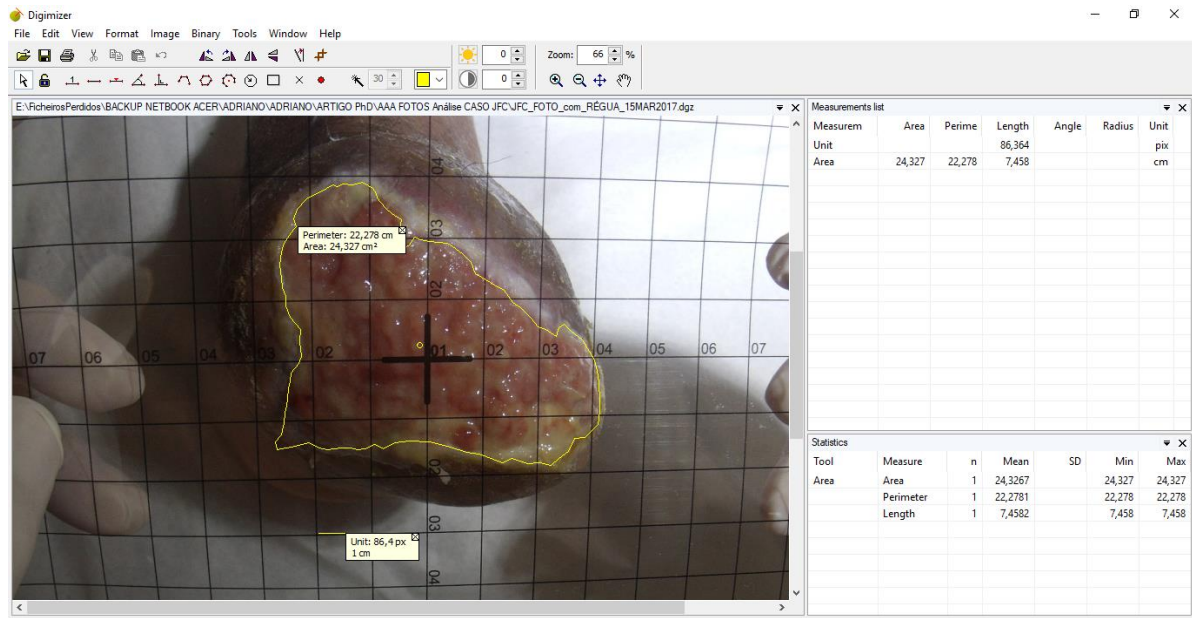 Digimizer
File Edit View Format Image Binary Tools Window Help
0 Zoom: 66 %
30 0
E:\FicheirosPerdidos\BACKUP NETBOOK ACER\ADRIANO\ADRIANO\ARTIGO PhD\AAA FOTOS Análise CASO JFC\JFC_FOTO_com_RÉGUA_15MAR2017.dgz
04
03
Perimeter: 22,278 cm
Area: 24,327 cm²
02
07 06 05 04 03 02 01 02 03 04 05 06 07
02
03
Unit: 86,4 px
1 cm
04
Measurements list
Measurem Area Perime Length Angle Radius Unit
Unit 86,364 pix
Area 24,327 22,278 7,458 cm
Statistics
Tool Measure n Mean SD Min Max
Area Area 1 24,3267 24,327 24,327
Perimeter 1 22,2781 22,278 22,278
Length 1 7,4582 7,458 7,458